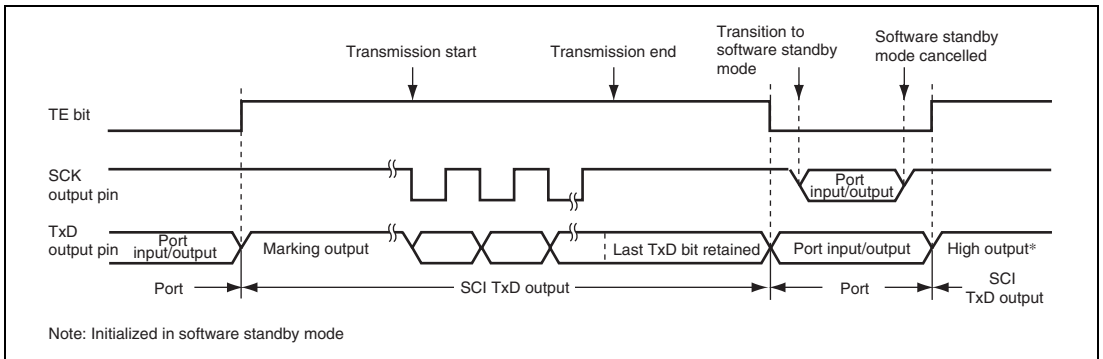 Transmission start
Transmission end
Transition to
software standby
mode
Software standby
mode cancelled
TE bit
SCK
output pin
Port
input/output
TxD
output pin
Port
input/output
Marking output
Last TxD bit retained
Port input/output
High output*
Port
SCI TxD output
Port
SCI
TxD output
Note: Initialized in software standby mode